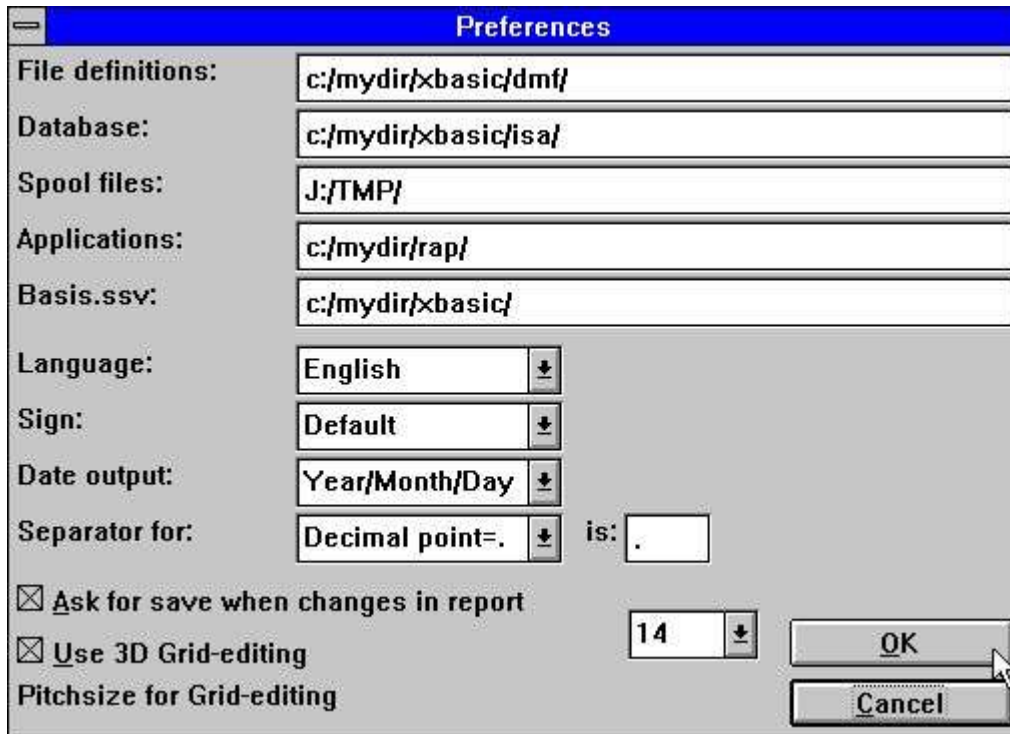 Preferences
File definitions: c:/mydir/xbasic/dmf/
Database: c:/mydir/xbasic/isa/
Spool files: J:/TMP/
Applications: c:/mydir/rap/
Basis.ssv: c:/mydir/xbasic/
Language: English
Sign: Default
Date output: Year/Month/Day
Separator for: Decimal point=. is: .
Ask for save when changes in report
14
Use 3D Grid-editing OK
Pitchsize for Grid-editing Cancel